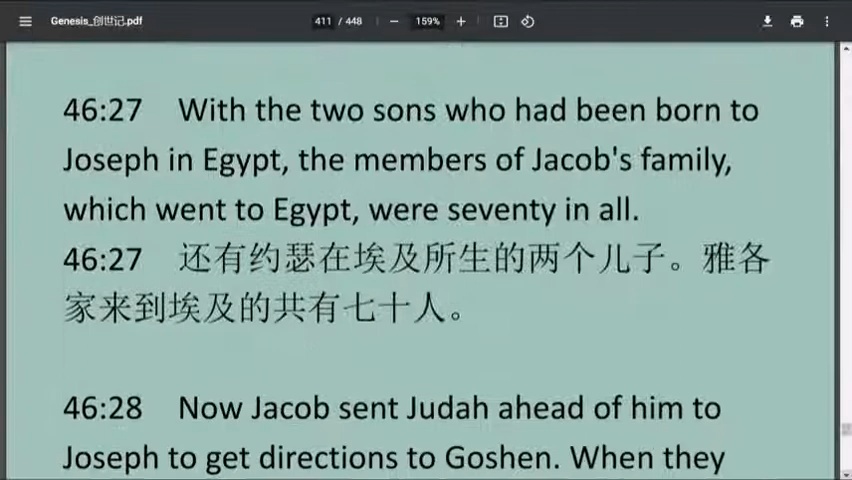 Genesis_创世记.pdf
411 / 448
159%
46:27 With the two sons who had been born to
Joseph in Egypt, the members of Jacob's family,
which went to Egypt, were seventy in all.
46:27 还有约瑟在埃及所生的两个儿子。雅各
家来到埃及的共有七十人。
46:28 Now Jacob sent Judah ahead of him to
Joseph to get directions to Goshen. When they